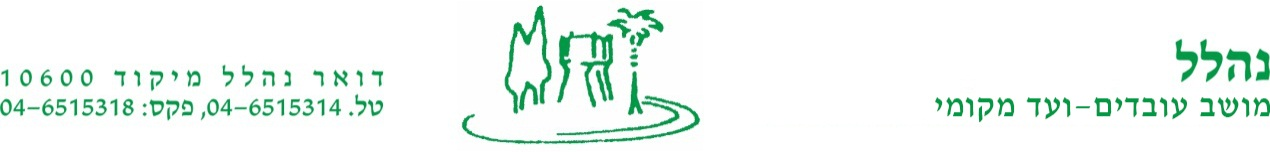 נהלל
מושב עובדים–ועד מקומי
דואר נהלל מיקוד 10600
טל. 04–6515314, פקס: 04–6515318